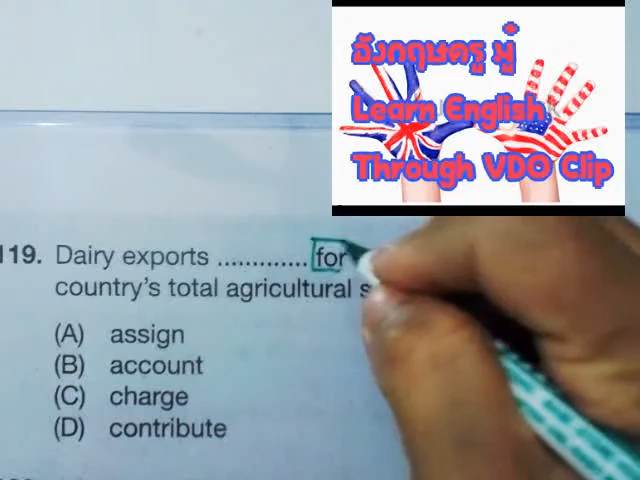 อังกฤษครู มู๋
Learn English
Through VDO Clip
119. Dairy exports ............. for
country's total agricultural s
(A) assign
(B) account
(C) charge
(D) contribute